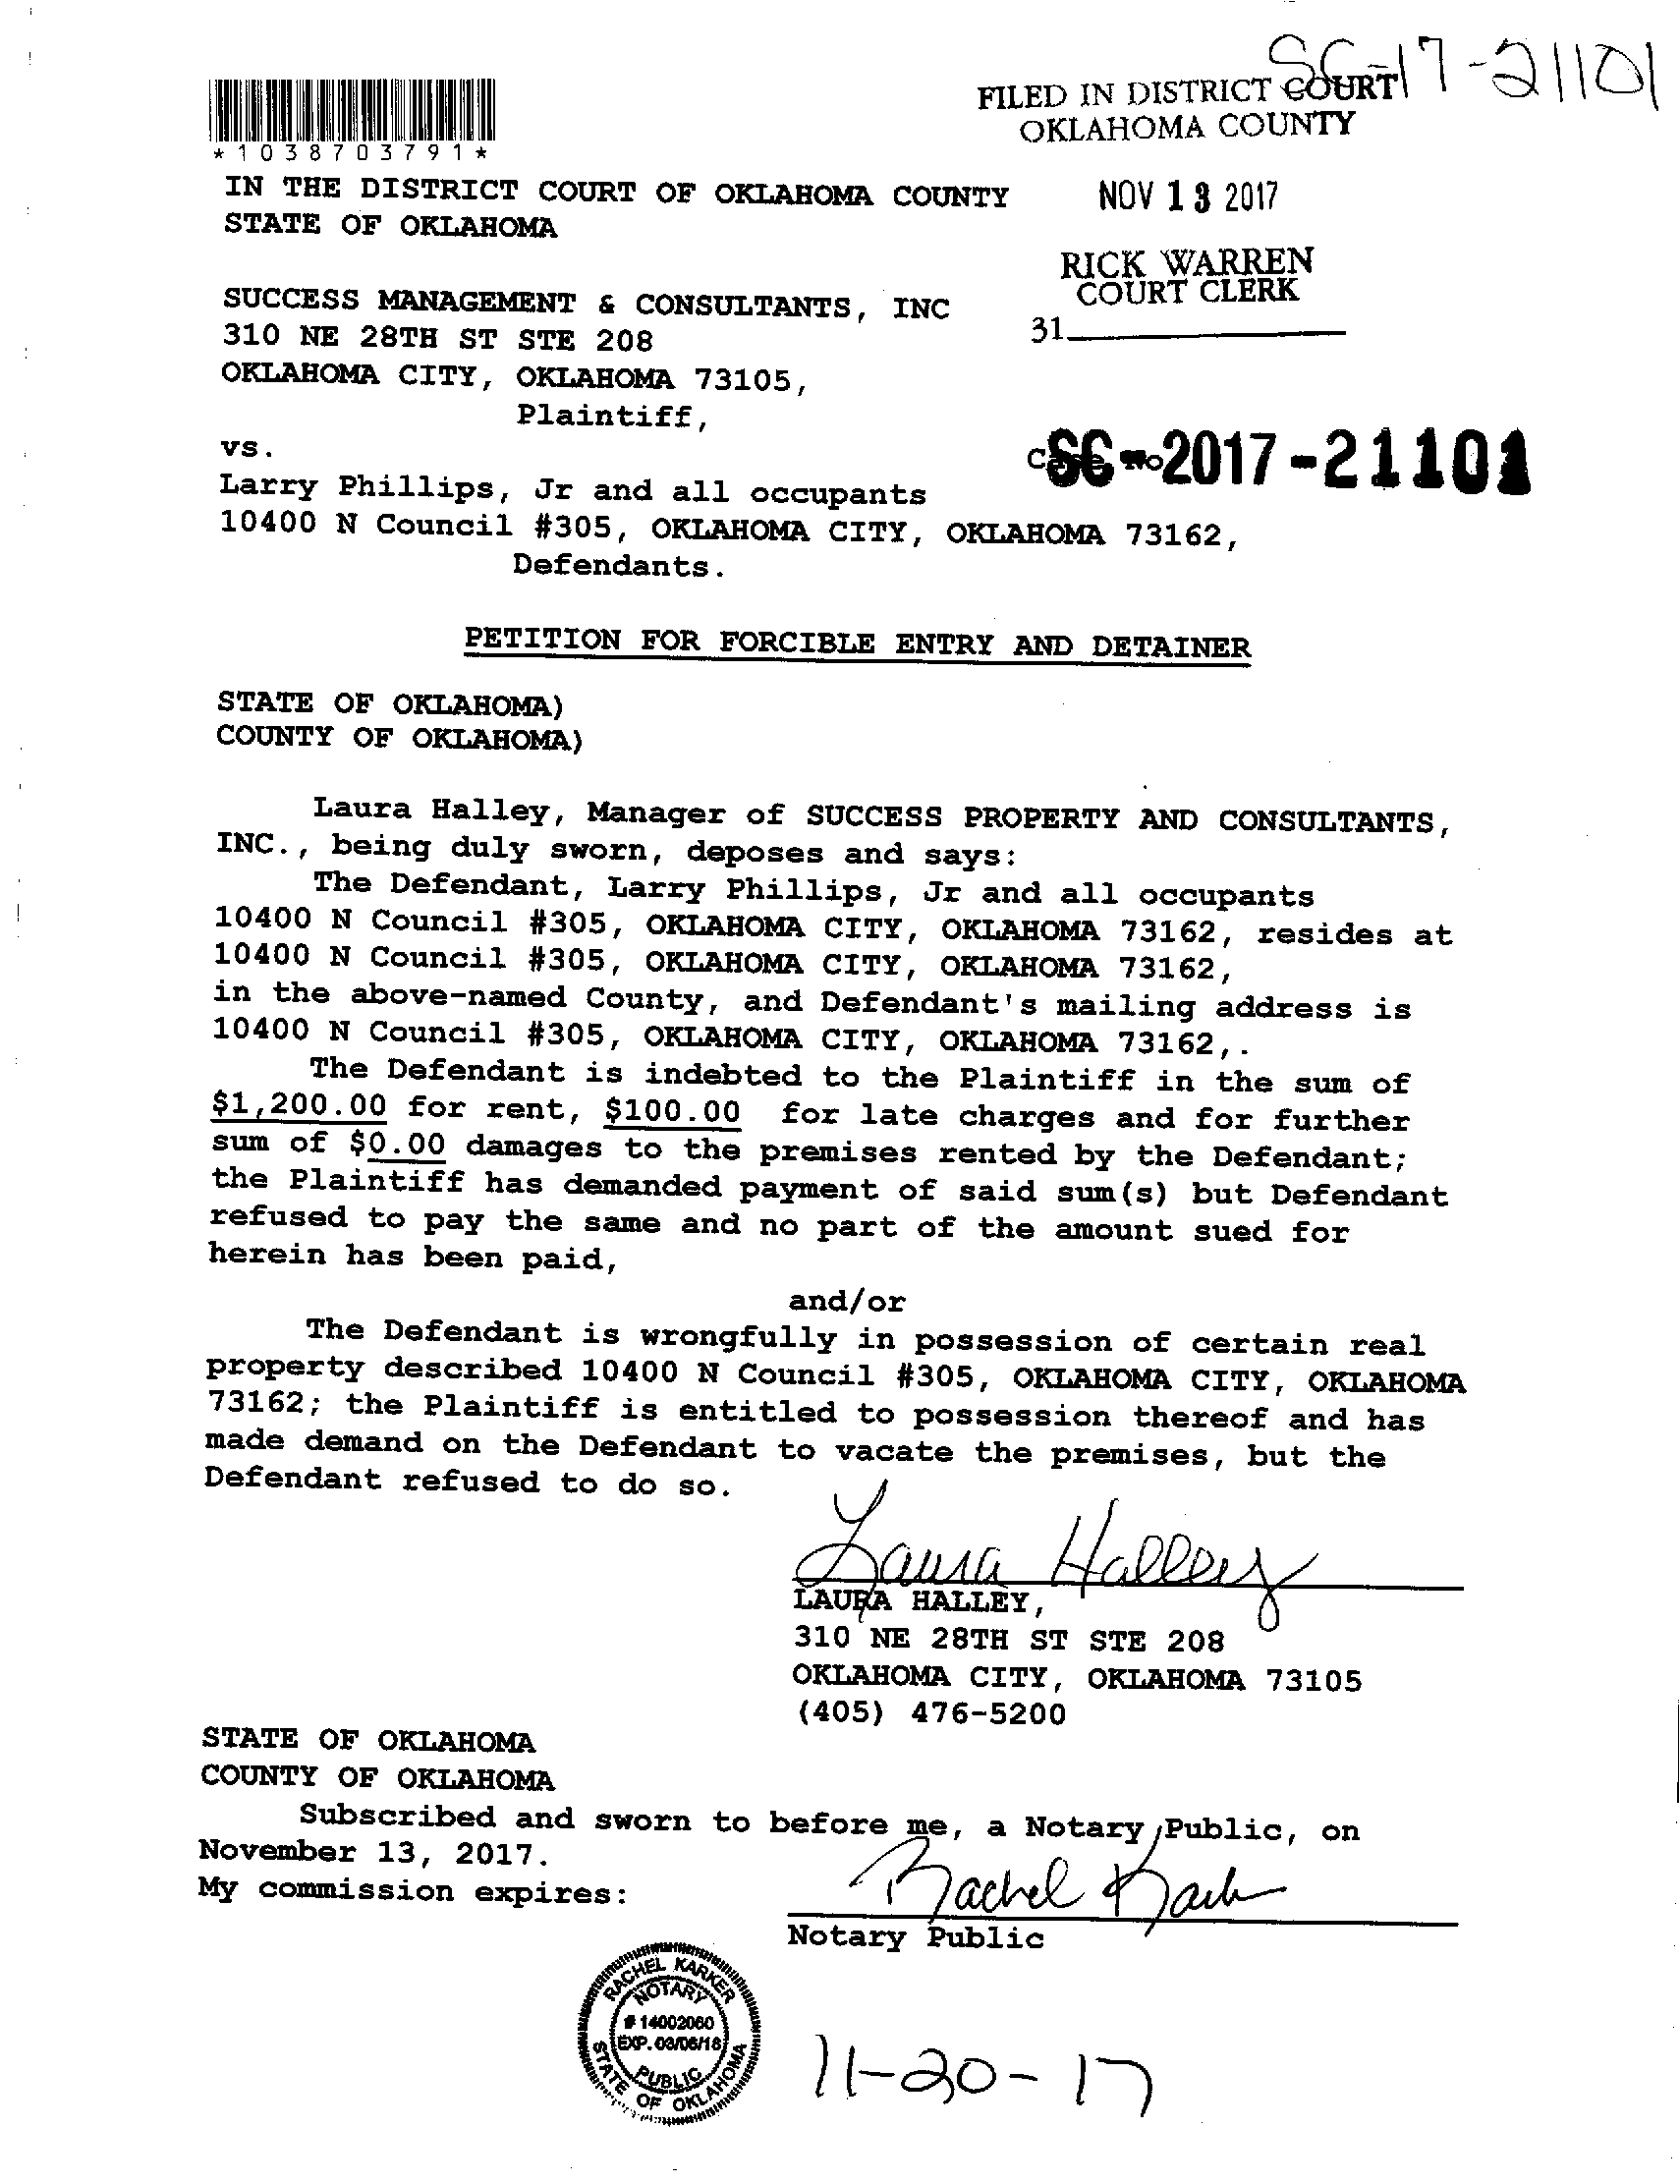 SC-17-21101
FILED IN DISTRICT COURT
OKLAHOMA COUNTY
*1038703791*
IN THE DISTRICT COURT OF OKLAHOMA COUNTY
NOV 13 2017
STATE OF OKLAHOMA
RICK WARREN
COURT CLERK
SUCCESS MANAGEMENT & CONSULTANTS, INC
31
310 NE 28TH ST STE 208
OKLAHOMA CITY, OKLAHOMA 73105,
Plaintiff,
vs.
SC-2017-21101
Larry Phillips, Jr and all occupants
10400 N Council #305, OKLAHOMA CITY, OKLAHOMA 73162,
Defendants.
PETITION FOR FORCIBLE ENTRY AND DETAINER
STATE OF OKLAHOMA)
COUNTY OF OKLAHOMA)
Laura Halley, Manager of SUCCESS PROPERTY AND CONSULTANTS,
INC., being duly sworn, deposes and says:
The Defendant, Larry Phillips, Jr and all occupants
10400 N Council #305, OKLAHOMA CITY, OKLAHOMA 73162, resides at
10400 N Council #305, OKLAHOMA CITY, OKLAHOMA 73162,
in the above-named County, and Defendant's mailing address is
10400 N Council #305, OKLAHOMA CITY, OKLAHOMA 73162,.
The Defendant is indebted to the Plaintiff in the sum of
$1,200.00 for rent, $100.00 for late charges and for further
sum of $0.00 damages to the premises rented by the Defendant;
the Plaintiff has demanded payment of said sum(s) but Defendant
refused to pay the same and no part of the amount sued for
herein has been paid,
and/or
The Defendant is wrongfully in possession of certain real
property described 10400 N Council #305, OKLAHOMA CITY, OKLAHOMA
73162; the Plaintiff is entitled to possession thereof and has
made demand on the Defendant to vacate the premises, but the
Defendant refused to do so.
Laura Halley
LAURA HALLEY,
310 NE 28TH ST STE 208
OKLAHOMA CITY, OKLAHOMA 73105
(405) 476-5200
STATE OF OKLAHOMA
COUNTY OF OKLAHOMA
Subscribed and sworn to before me, a Notary Public, on
November 13, 2017.
My commission expires:
Rachel Karker
Notary Public
RACHEL KARKER
NOTARY
# 14002060
EXP. 03/06/18
PUBLIC
STATE OF OKLAHOMA
11-20-17